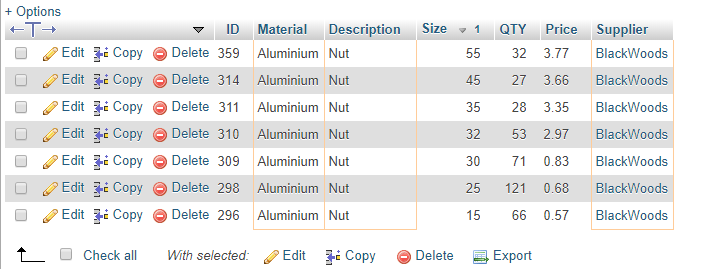 + Options
ID Material Description Size 1 QTY Price Supplier
Edit Copy Delete 359 Aluminium Nut 55 32 3.77 BlackWoods
Edit Copy Delete 314 Aluminium Nut 45 27 3.66 BlackWoods
Edit Copy Delete 311 Aluminium Nut 35 28 3.35 BlackWoods
Edit Copy Delete 310 Aluminium Nut 32 53 2.97 BlackWoods
Edit Copy Delete 309 Aluminium Nut 30 71 0.83 BlackWoods
Edit Copy Delete 298 Aluminium Nut 25 121 0.68 BlackWoods
Edit Copy Delete 296 Aluminium Nut 15 66 0.57 BlackWoods
Check all With selected: Edit Copy Delete Export